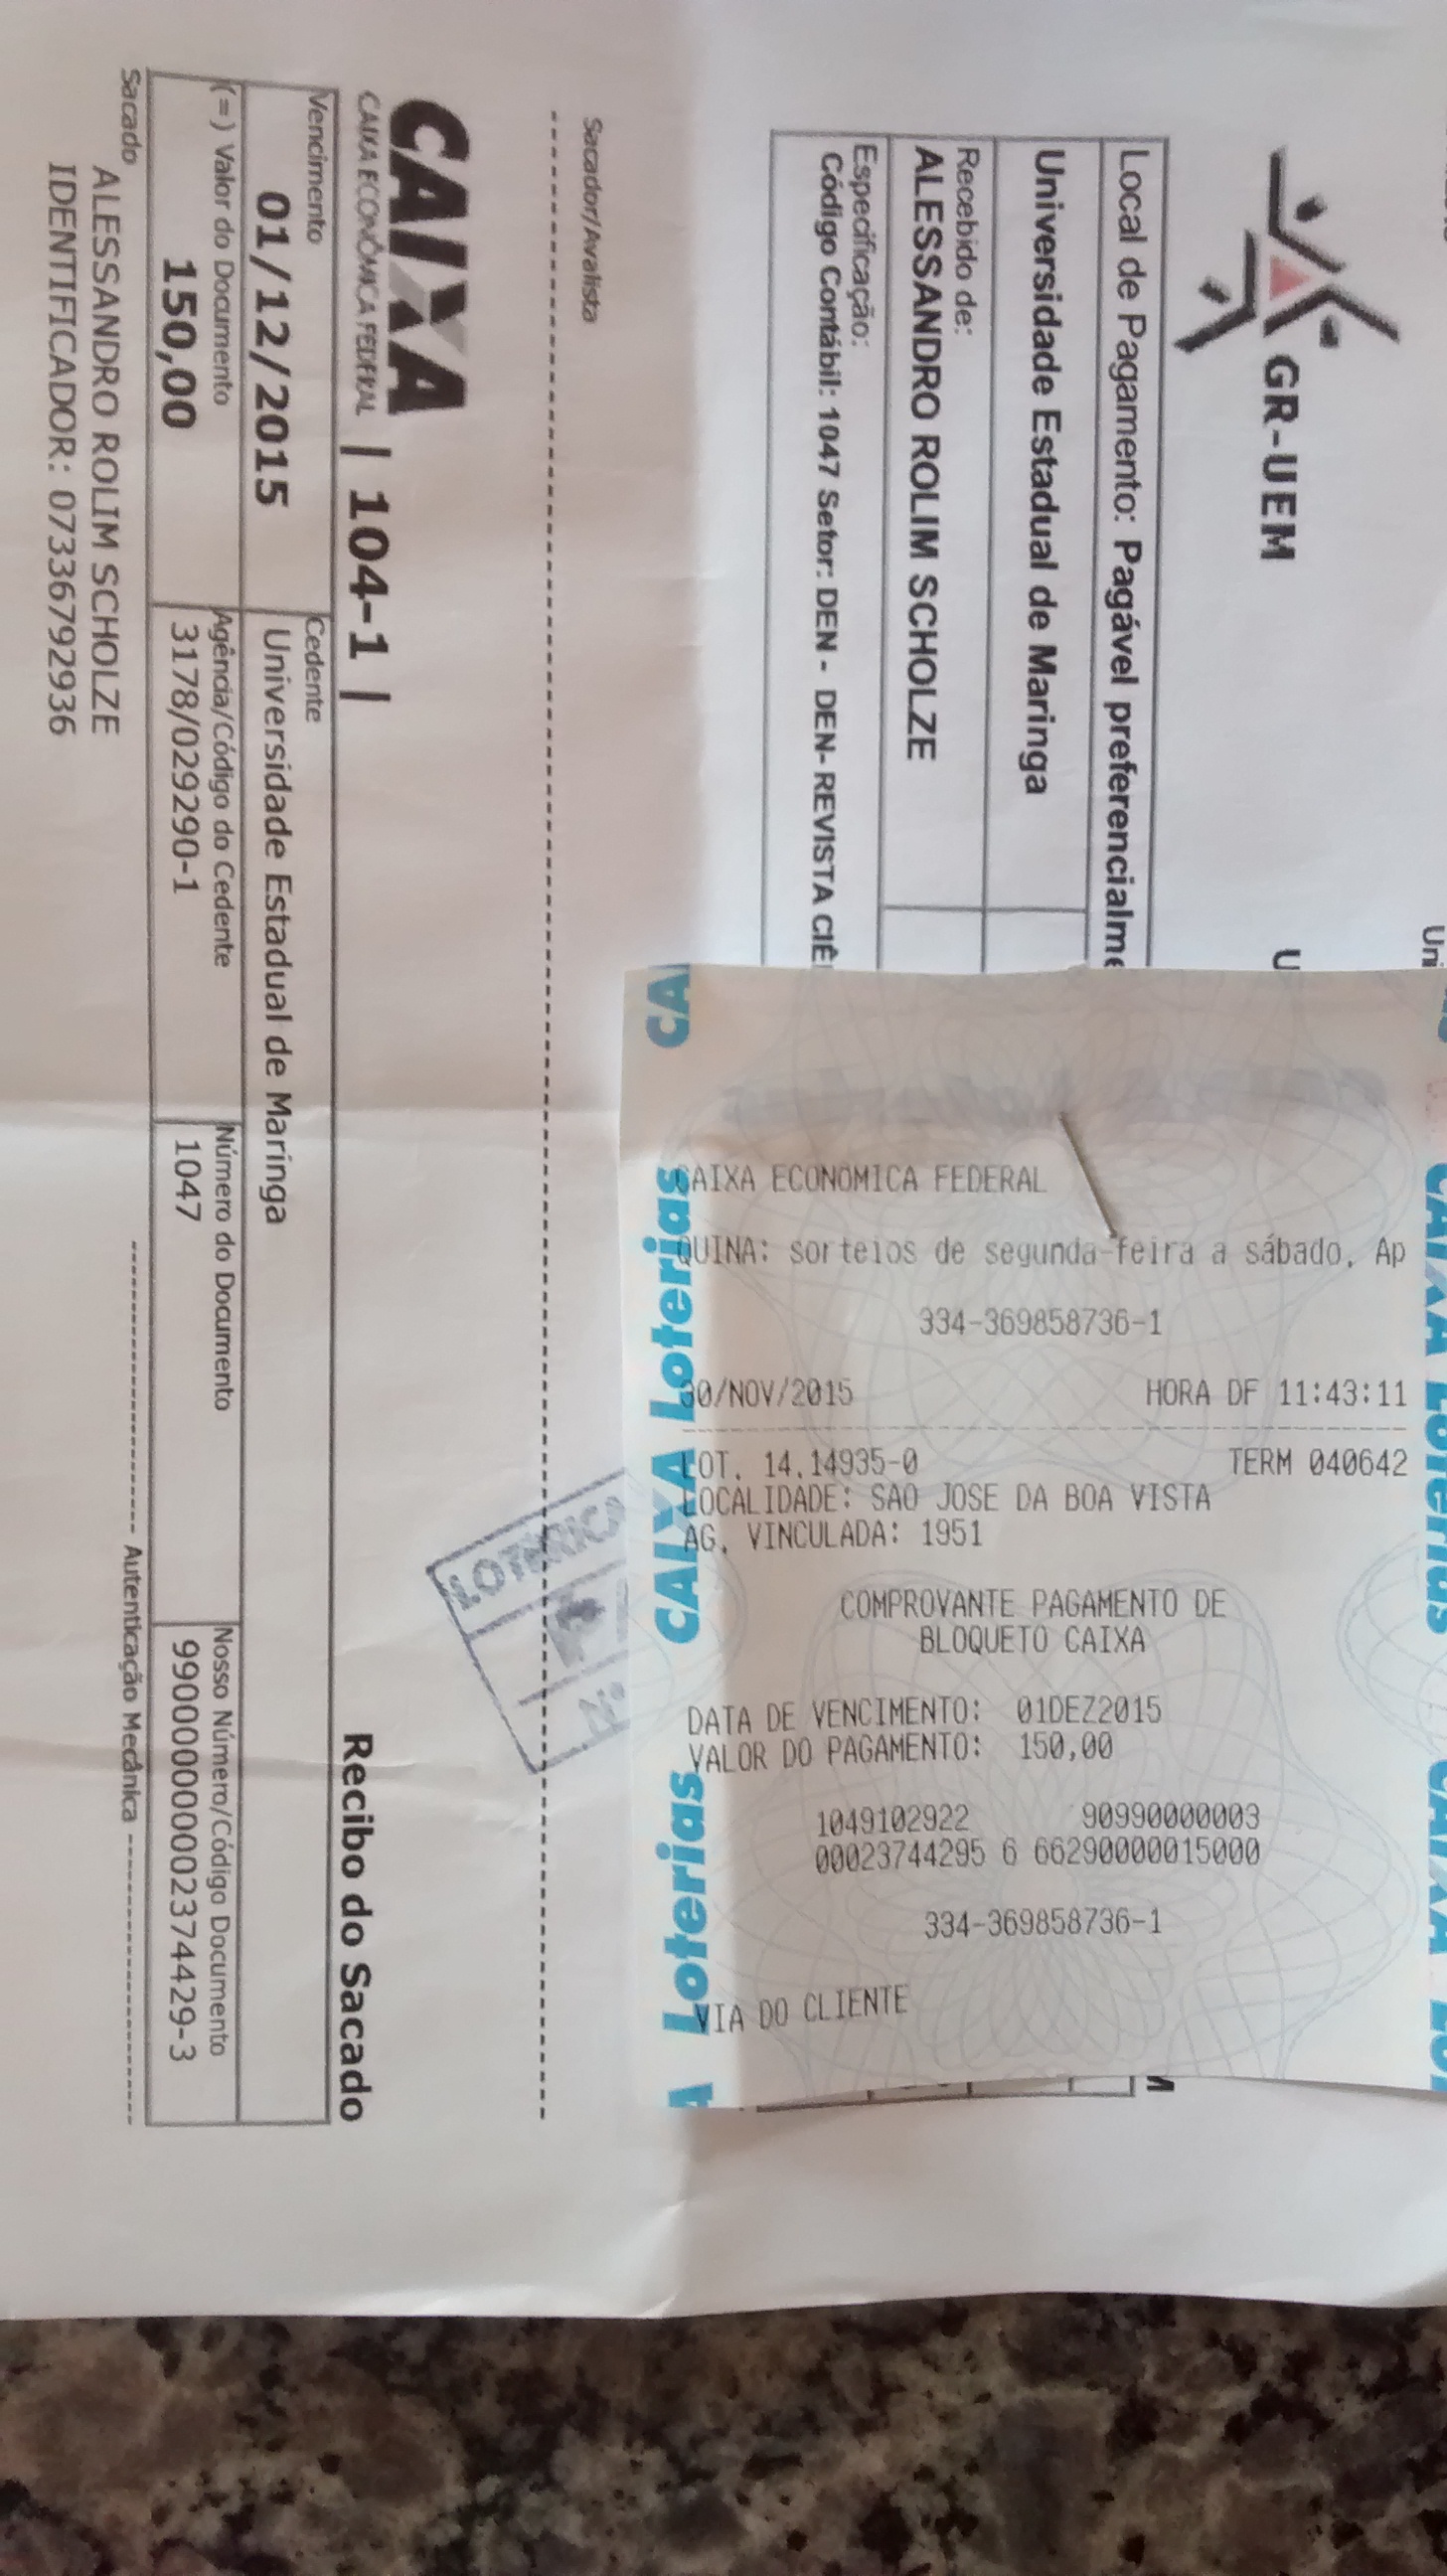 GR-UEM
Local de Pagamento: Pagável preferencialme
Universidade Estadual de Maringa
Recebido de:
ALESSANDRO ROLIM SCHOLZE
Especificação:
Código Contábil: 1047 Setor: DEN - DEN- REVISTA CIÊ
Sacador/Avalista
CAIXA | 104-1 |
CAIXA ECONÔMICA FEDERAL
Recibo do Sacado
Vencimento
01/12/2015
Cedente
Universidade Estadual de Maringa
(=) Valor do Documento
150,00
Agência/Código do Cedente
3178/029290-1
Número do Documento
1047
Nosso Número/Código Documento
990000000002374429-3
Sacado
ALESSANDRO ROLIM SCHOLZE
IDENTIFICADOR: 07336792936
Autenticação Mecânica
CAIXA ECONOMICA FEDERAL
QUINA: sorteios de segunda-feira a sábado. Ap
334-369858736-1
30/NOV/2015 HORA DF 11:43:11
LOT. 14.14935-0 TERM 040642
LOCALIDADE: SAO JOSE DA BOA VISTA
AG. VINCULADA: 1951
COMPROVANTE PAGAMENTO DE
BLOQUETO CAIXA
DATA DE VENCIMENTO: 01DEZ2015
VALOR DO PAGAMENTO: 150,00
1049102922 90990000003
00023744295 6 66290000015000
334-369858736-1
VIA DO CLIENTE
CAIXA Loterias
CAIXA Loterias
LOTÉRICA